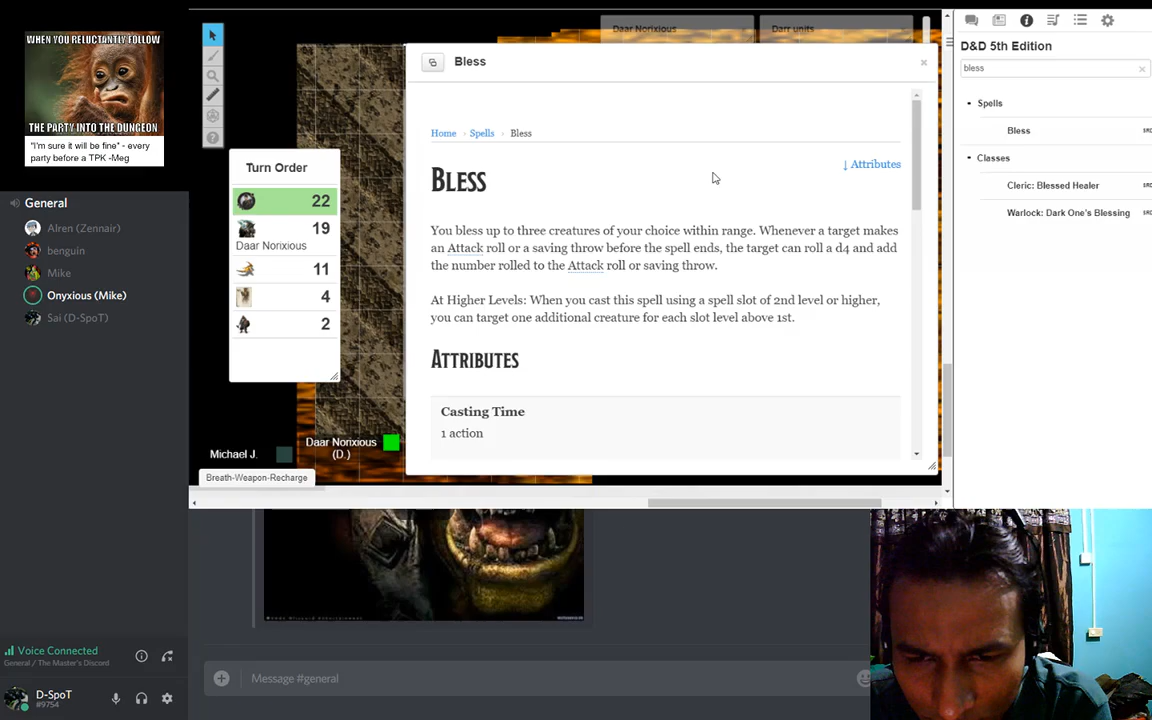 WHEN YOU RELUCTANTLY FOLLOW
THE PARTY INTO THE DUNGEON
"I'm sure it will be fine" - every
party before a TPK -Meg
General
Alren (Zennair)
benguin
Mike
Onyxious (Mike)
Sai (D-SpoT)
Voice Connected
General / The Master's Discord
D-SpoT
#9754
Daar Norixious
Darr units
Turn Order
22
19
Daar Norixious
11
4
2
Michael J.
Daar Norixious
(D.)
Breath-Weapon-Recharge
Bless
Home › Spells › Bless
↓ Attributes
BLESS
You bless up to three creatures of your choice within range. Whenever a target makes
an Attack roll or a saving throw before the spell ends, the target can roll a d4 and add
the number rolled to the Attack roll or saving throw.
At Higher Levels: When you cast this spell using a spell slot of 2nd level or higher,
you can target one additional creature for each slot level above 1st.
ATTRIBUTES
Casting Time
1 action
Message #general
D&D 5th Edition
bless
Spells
Bless
Classes
Cleric: Blessed Healer
Warlock: Dark One's Blessing